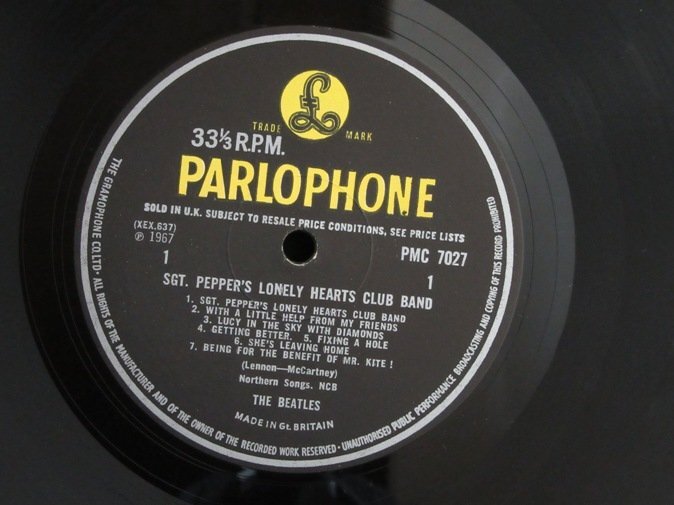 TRADE MARK
33⅓ R.P.M.
PARLOPHONE
SOLD IN U.K. SUBJECT TO RESALE PRICE CONDITIONS, SEE PRICE LISTS
(XEX.637)
℗ 1967
PMC 7027
1
1
SGT. PEPPER'S LONELY HEARTS CLUB BAND
1. SGT. PEPPER'S LONELY HEARTS CLUB BAND
2. WITH A LITTLE HELP FROM MY FRIENDS
3. LUCY IN THE SKY WITH DIAMONDS
4. GETTING BETTER. 5. FIXING A HOLE
6. SHE'S LEAVING HOME
7. BEING FOR THE BENEFIT OF MR. KITE !
(Lennon—McCartney)
Northern Songs. NCB
THE BEATLES
MADE IN Gt. BRITAIN
THE GRAMOPHONE CO. LTD · ALL RIGHTS OF THE MANUFACTURER AND OF THE OWNER OF THE RECORDED WORK RESERVED · UNAUTHORISED PUBLIC PERFORMANCE BROADCASTING AND COPYING OF THIS RECORD PROHIBITED